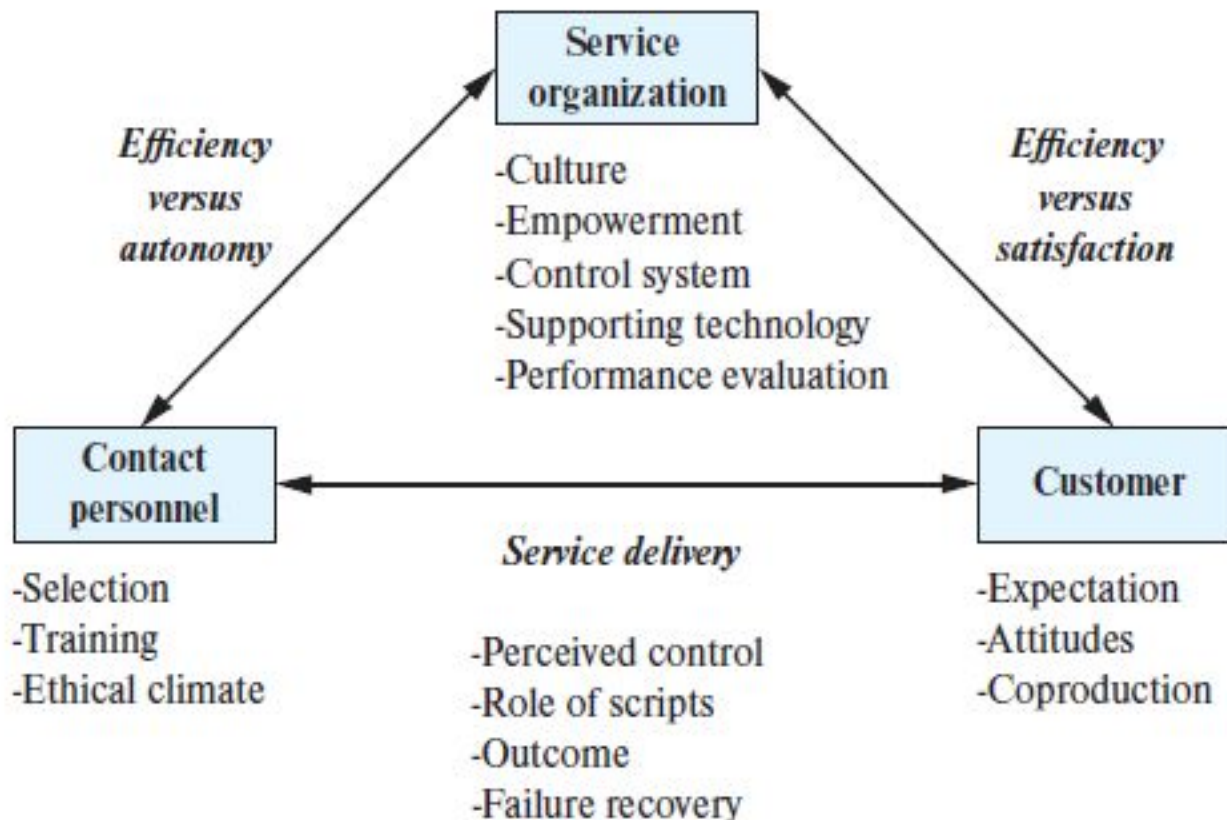 Service
organization
Efficiency
versus
autonomy
Efficiency
versus
satisfaction
-Culture
-Empowerment
-Control system
-Supporting technology
-Performance evaluation
Contact
personnel
Customer
Service delivery
-Selection
-Training
-Ethical climate
-Perceived control
-Role of scripts
-Outcome
-Failure recovery
-Expectation
-Attitudes
-Coproduction